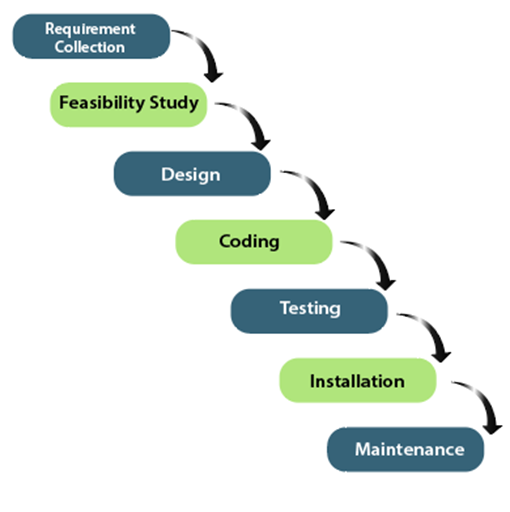 Requirement
Collection
Feasibility Study
Design
Coding
Testing
Installation
Maintenance